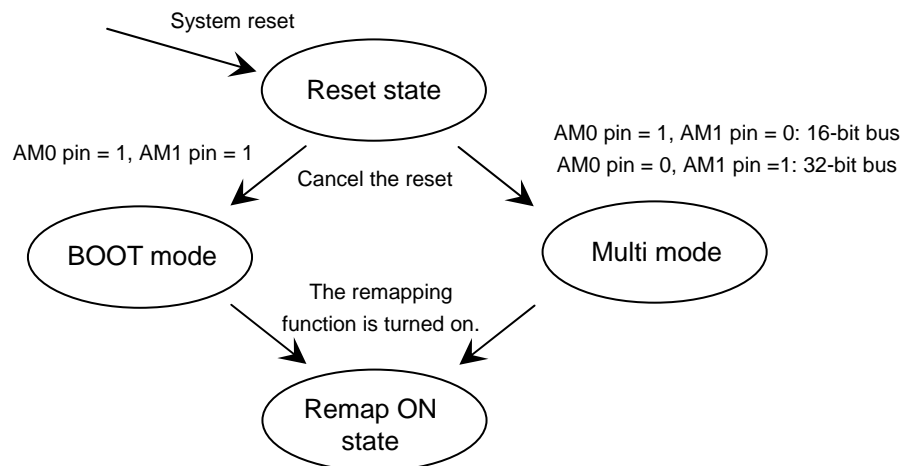 System reset
Reset state
AM0 pin = 1, AM1 pin = 1
Cancel the reset
AM0 pin = 1, AM1 pin = 0: 16-bit bus
AM0 pin = 0, AM1 pin =1: 32-bit bus
BOOT mode
Multi mode
The remapping
function is turned on.
Remap ON
state